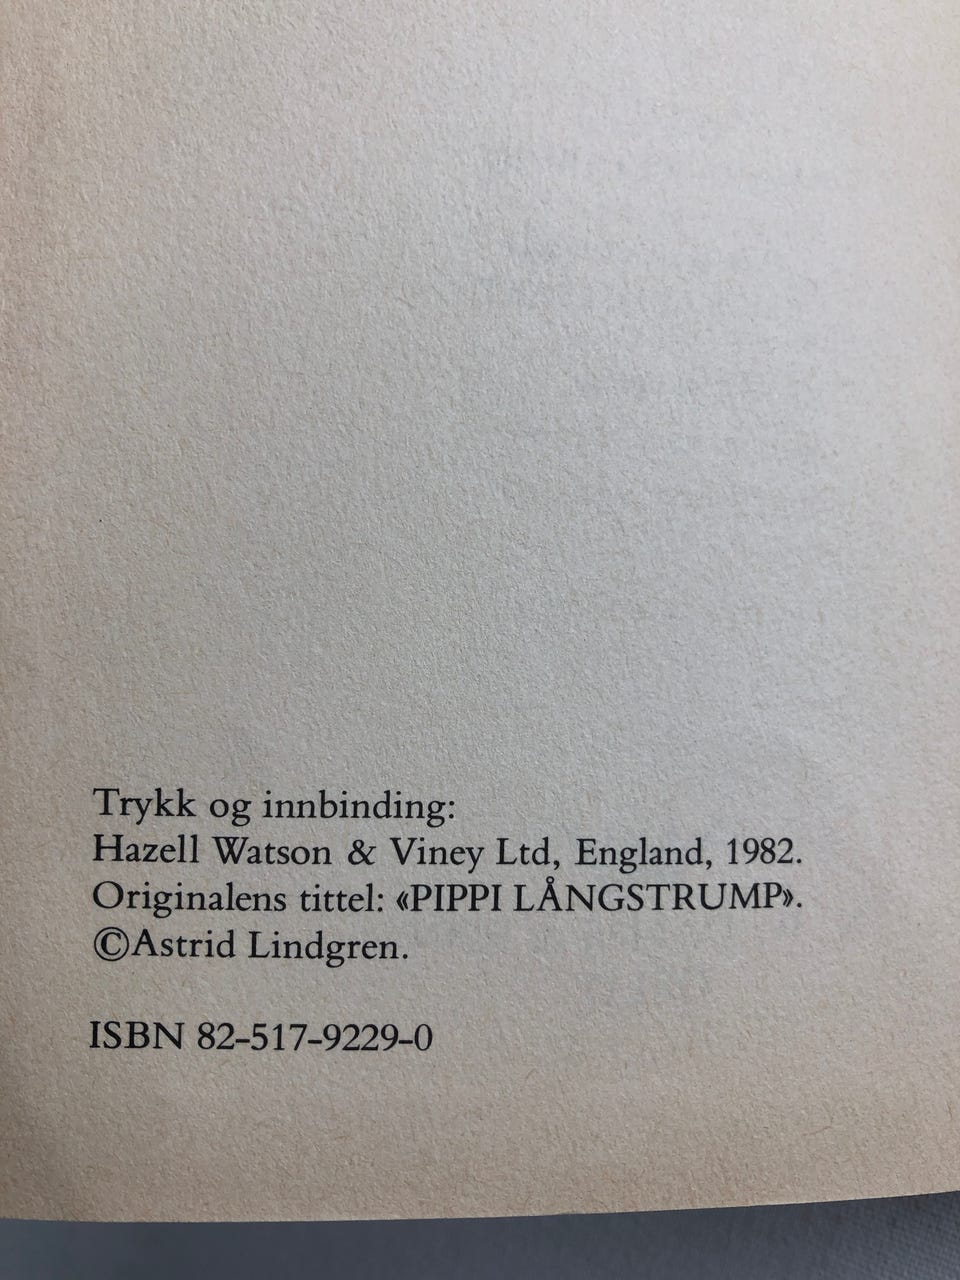 Trykk og innbinding:
Hazell Watson & Viney Ltd, England, 1982.
Originalens tittel: «PIPPI LÅNGSTRUMP».
©Astrid Lindgren.
ISBN 82-517-9229-0